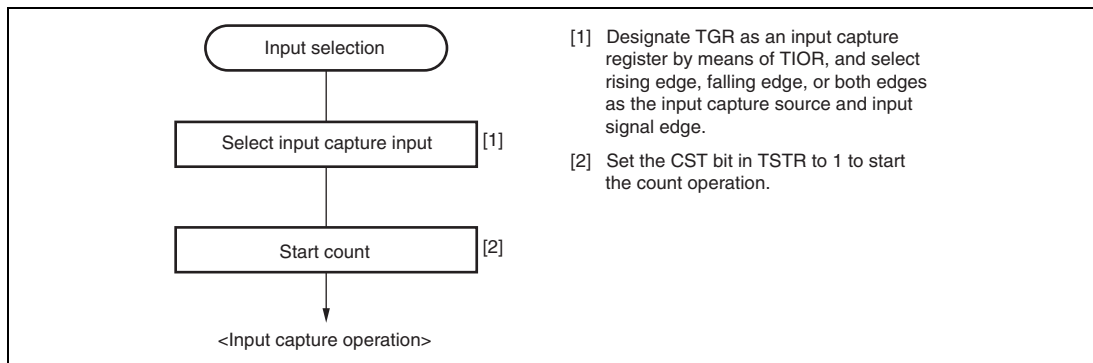 Input selection
Select input capture input
[1]
Start count
[2]
<Input capture operation>
[1] Designate TGR as an input capture
register by means of TIOR, and select
rising edge, falling edge, or both edges
as the input capture source and input
signal edge.
[2] Set the CST bit in TSTR to 1 to start
the count operation.